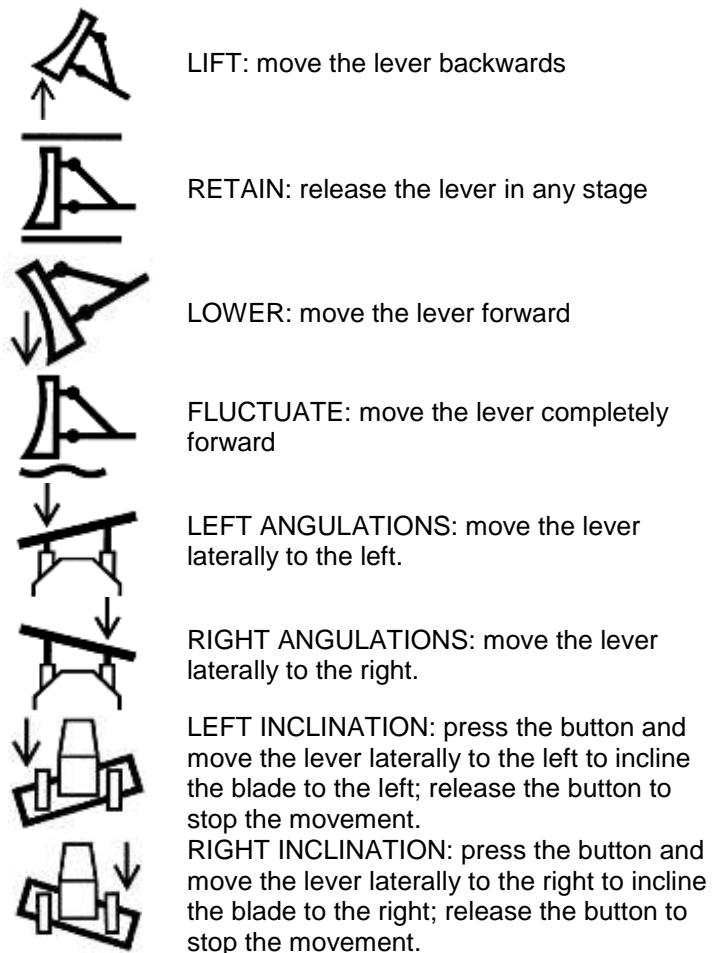 LIFT: move the lever backwards
RETAIN: release the lever in any stage
LOWER: move the lever forward
FLUCTUATE: move the lever completely
forward
LEFT ANGULATIONS: move the lever
laterally to the left.
RIGHT ANGULATIONS: move the lever
laterally to the right.
LEFT INCLINATION: press the button and
move the lever laterally to the left to incline
the blade to the left; release the button to
stop the movement.
RIGHT INCLINATION: press the button and
move the lever laterally to the right to incline
the blade to the right; release the button to
stop the movement.